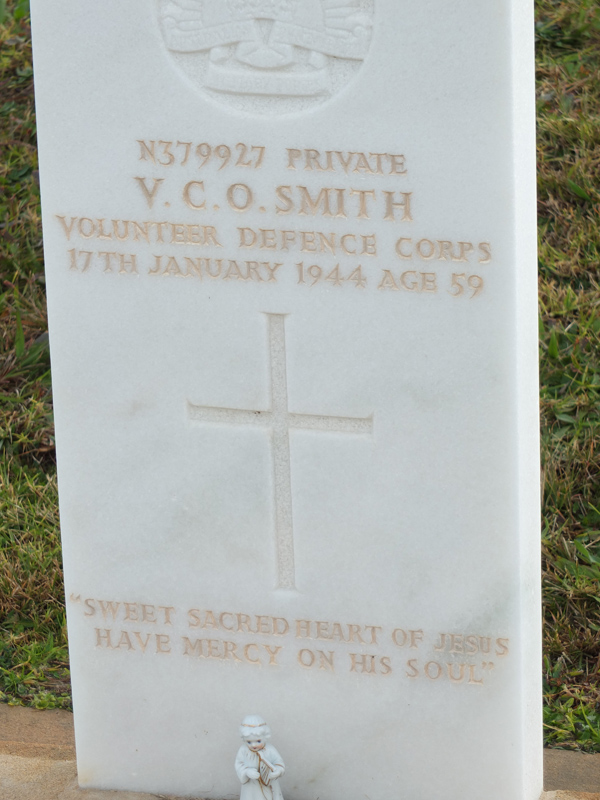 N379927 PRIVATE
V.C.O. SMITH
VOLUNTEER DEFENCE CORPS
17TH JANUARY 1944 AGE 59
"SWEET SACRED HEART OF JESUS
HAVE MERCY ON HIS SOUL"